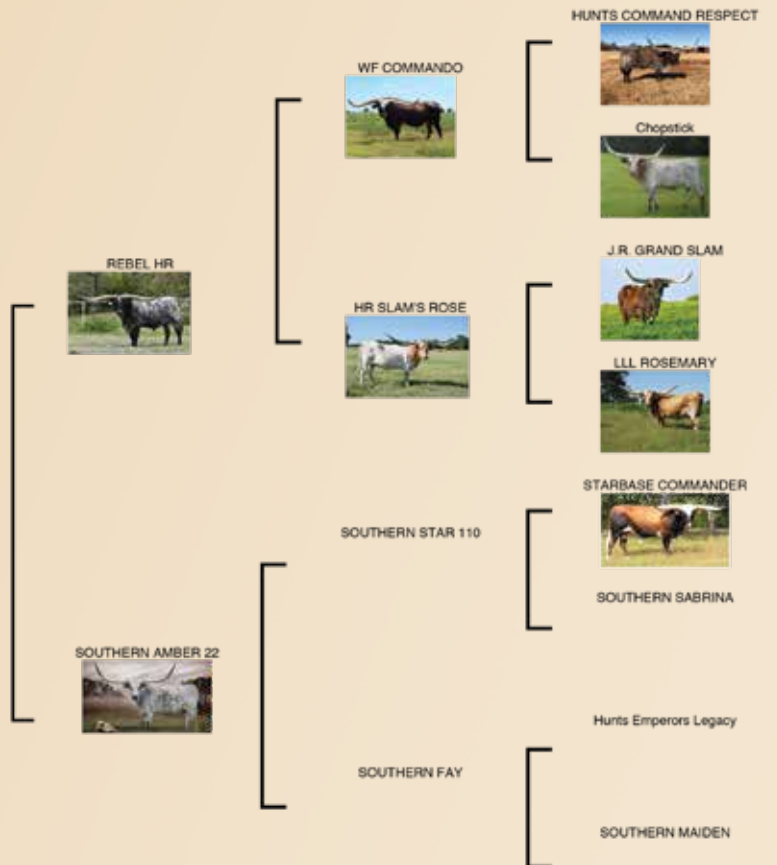 HUNTS COMMAND RESPECT
WF COMMANDO
Chopstick
J.R. GRAND SLAM
REBEL HR
HR SLAM'S ROSE
LLL ROSEMARY
STARBASE COMMANDER
SOUTHERN STAR 110
SOUTHERN SABRINA
SOUTHERN AMBER 22
Hunts Emperors Legacy
SOUTHERN FAY
SOUTHERN MAIDEN